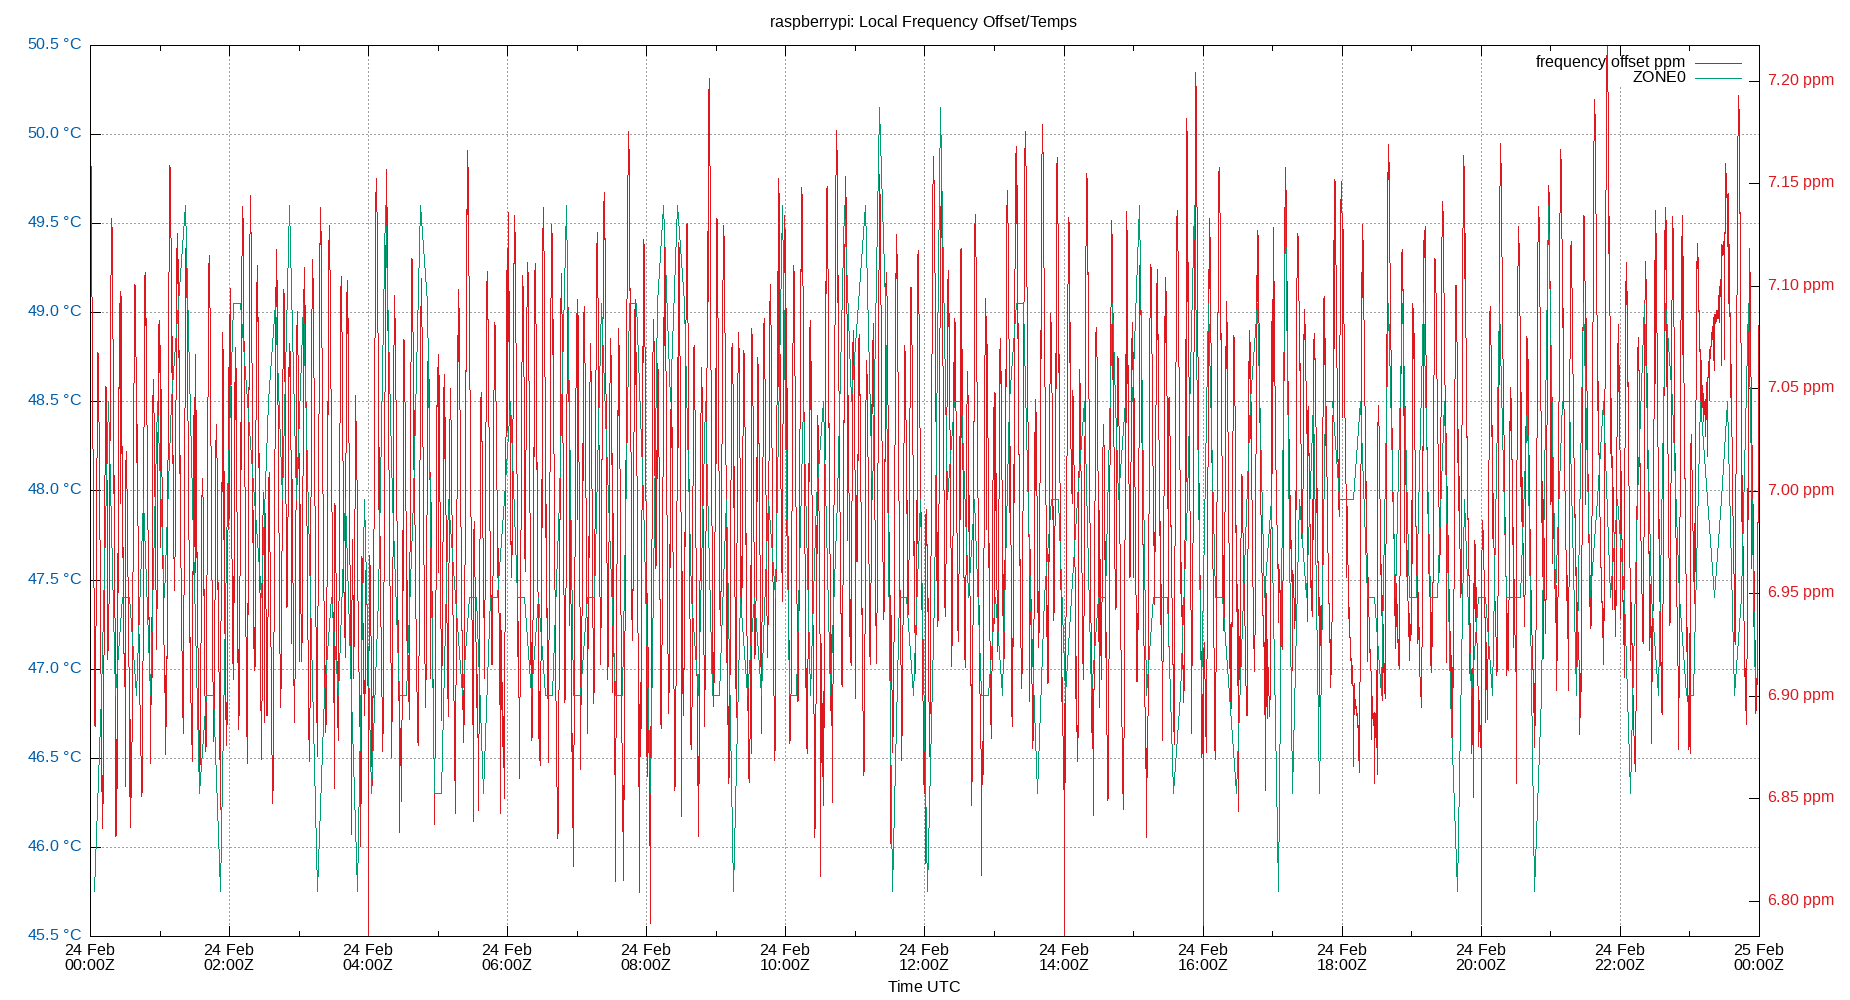 raspberrypi: Local Frequency Offset/Temps
50.5 °C
50.0 °C
49.5 °C
49.0 °C
48.5 °C
48.0 °C
47.5 °C
47.0 °C
46.5 °C
46.0 °C
45.5 °C
frequency offset ppm
ZONE0
7.20 ppm
7.15 ppm
7.10 ppm
7.05 ppm
7.00 ppm
6.95 ppm
6.90 ppm
6.85 ppm
6.80 ppm
24 Feb 24 Feb 24 Feb 24 Feb 24 Feb 24 Feb 24 Feb 24 Feb 24 Feb 24 Feb 24 Feb 24 Feb 25 Feb
00:00Z 02:00Z 04:00Z 06:00Z 08:00Z 10:00Z 12:00Z 14:00Z 16:00Z 18:00Z 20:00Z 22:00Z 00:00Z
Time UTC